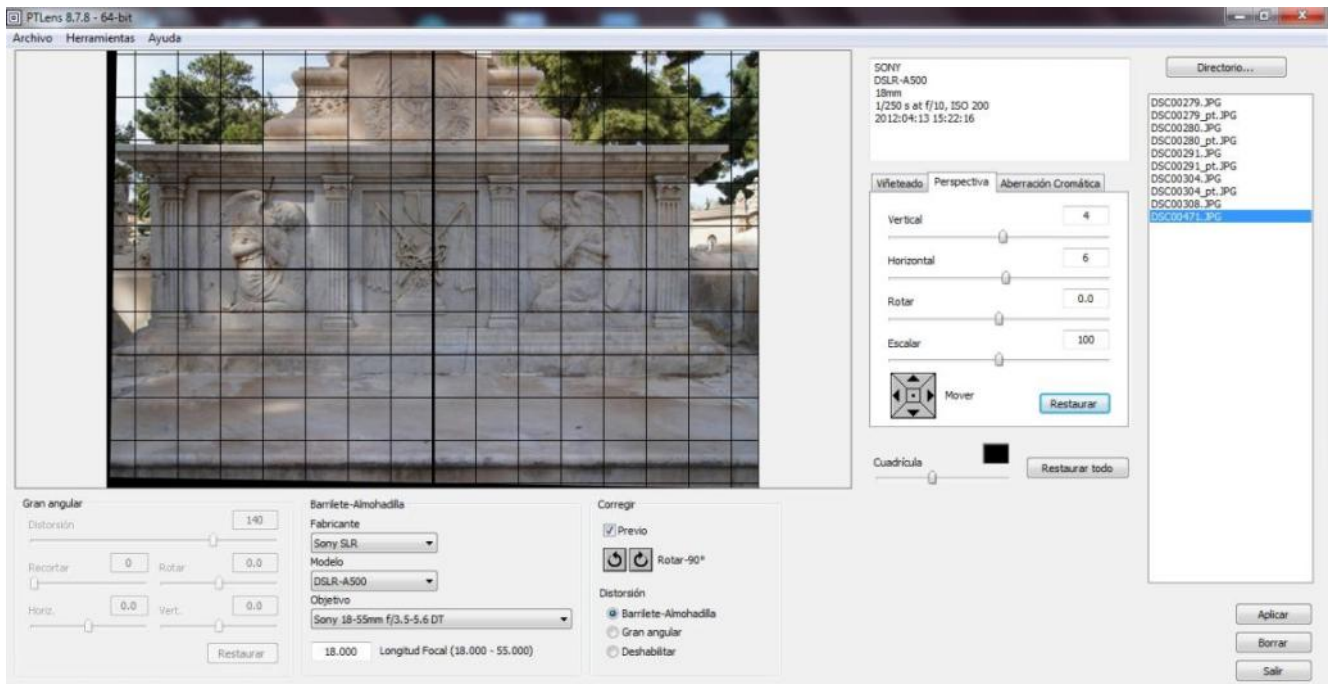 PTLens 8.7.8 - 64-bit
Archivo Herramientas Ayuda
SONY
DSLR-A500
18mm
1/250 s at f/10, ISO 200
2012:04:13 15:22:16
Viñeteado Perspectiva Aberración Cromática
Vertical 4
Horizontal 6
Rotar 0.0
Escalar 100
Mover
Restaurar
Cuadrícula
Restaurar todo
Directorio...
DSC00279.JPG
DSC00279_pt.JPG
DSC00280.JPG
DSC00280_pt.JPG
DSC00291.JPG
DSC00291_pt.JPG
DSC00304.JPG
DSC00304_pt.JPG
DSC00308.JPG
DSC00471.JPG
Gran angular
Distorsión 140
Recortar 0 Rotar 0.0
Horiz. 0.0 Vert. 0.0
Restaurar
Barrilete-Almohadilla
Fabricante
Sony SLR
Modelo
DSLR-A500
Objetivo
Sony 18-55mm f/3.5-5.6 DT
18.000 Longitud Focal (18.000 - 55.000)
Corregir
Previo
Rotar-90°
Distorsión
Barrilete-Almohadilla
Gran angular
Deshabilitar
Aplicar
Borrar
Salir